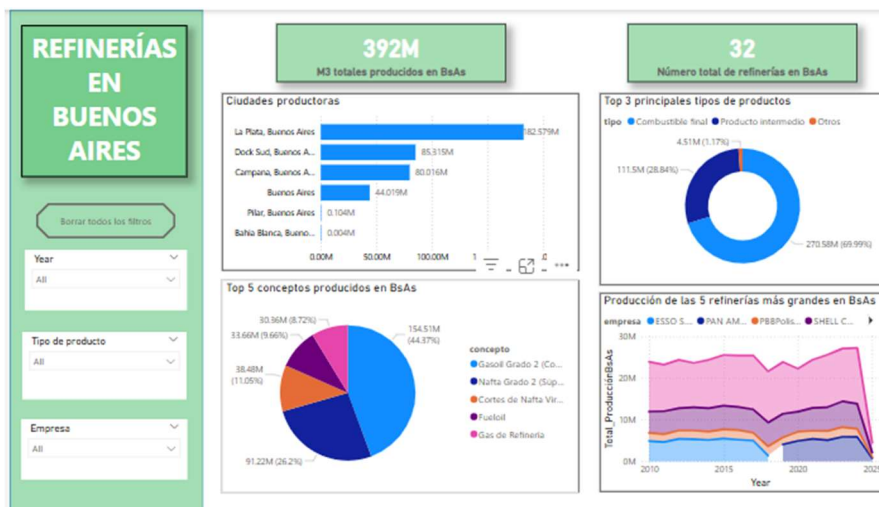 REFINERÍAS
EN
BUENOS
AIRES
Borrar todos los filtros
Year
All
Tipo de producto
All
Empresa
All
392M
M3 totales producidos en BsAs
32
Número total de refinerías en BsAs
Ciudades productoras
La Plata, Buenos Aires
182.579M
Dock Sud, Buenos A...
85.315M
Campana, Buenos A...
80.016M
Buenos Aires
44.019M
Pilar, Buenos Aires
0.104M
Bahía Blanca, Bueno...
0.004M
0.00M 50.00M 100.00M
Top 3 principales tipos de productos
tipo Combustible final Producto intermedio Otros
4.51M (1.17%)
111.5M (28.84%)
270.58M (69.99%)
Top 5 conceptos producidos en BsAs
30.36M (8.72%)
33.66M (9.66%)
38.48M
(11.05%)
91.22M (26.2%)
154.51M
(44.37%)
concepto
Gasoil Grado 2 (Co...
Nafta Grado 2 (Súp...
Cortes de Nafta Vir...
Fueloil
Gas de Refinería
Producción de las 5 refinerías más grandes en BsAs
empresa ESSO S... PAN AM... PBBPolis... SHELL C...
Total_ProducciónBsAs
30M
20M
10M
0M
2010 2015 2020 2025
Year